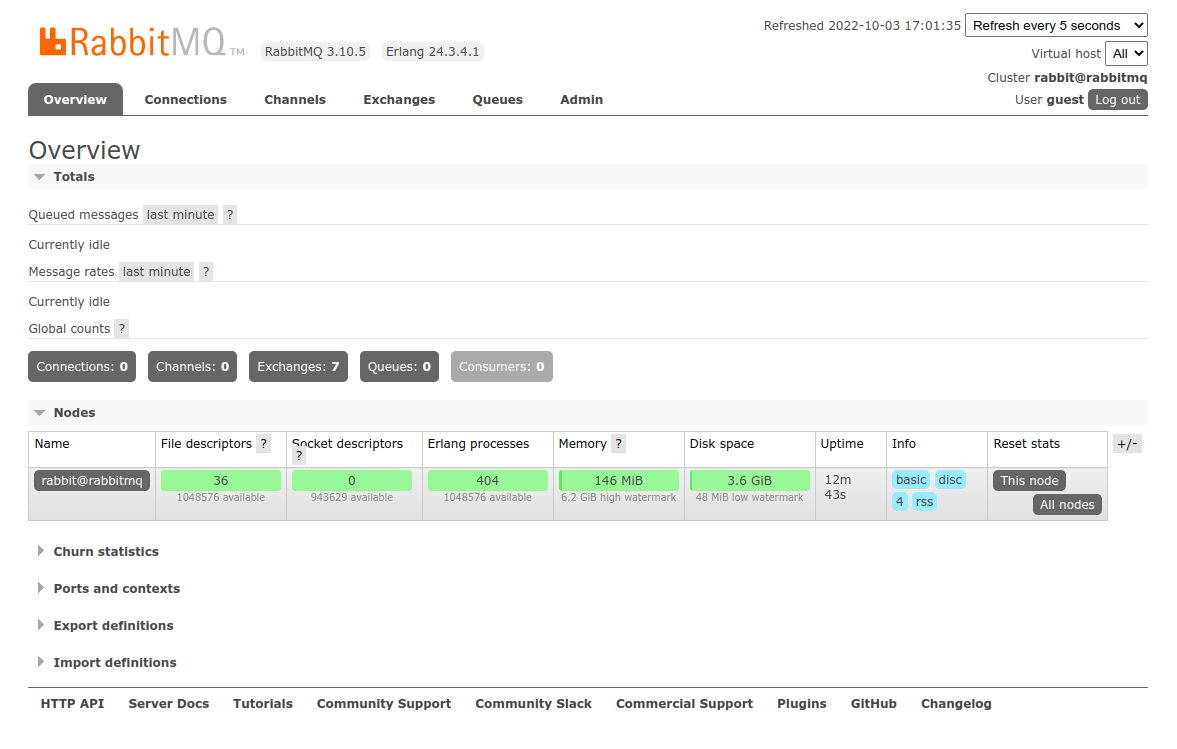 RabbitMQ TM RabbitMQ 3.10.5 Erlang 24.3.4.1
Refreshed 2022-10-03 17:01:35 Refresh every 5 seconds
Virtual host All
Cluster rabbit@rabbitmq
User guest Log out
Overview Connections Channels Exchanges Queues Admin
Overview
Totals
Queued messages last minute ?
Currently idle
Message rates last minute ?
Currently idle
Global counts ?
Connections: 0 Channels: 0 Exchanges: 7 Queues: 0 Consumers: 0
Nodes
Name File descriptors ? Socket descriptors ? Erlang processes Memory ? Disk space Uptime Info Reset stats +/-
rabbit@rabbitmq 36 0 404 146 MiB 3.6 GiB 12m basic disc This node
1048576 available 943629 available 1048576 available 6.2 GiB high watermark 48 MiB low watermark 43s 4 rss All nodes
Churn statistics
Ports and contexts
Export definitions
Import definitions
HTTP API Server Docs Tutorials Community Support Community Slack Commercial Support Plugins GitHub Changelog